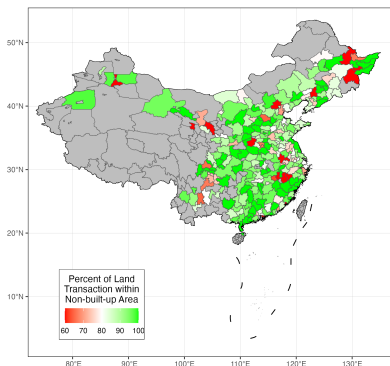 50°N
40°N
30°N
20°N
10°N
Percent of Land
Transaction within
Non-built-up Area
60 70 80 90 100
80°E 90°E 100°E 110°E 120°E 130°E